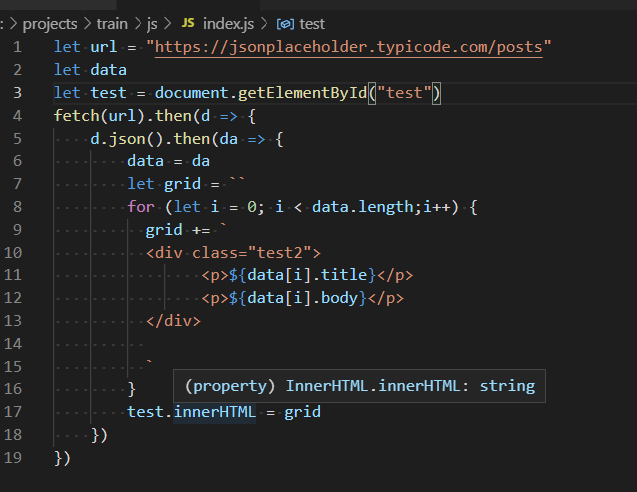 : > projects > train > js > JS index.js > test
1 let url = "https://jsonplaceholder.typicode.com/posts"
2 let data
3 let test = document.getElementById("test")
4 fetch(url).then(d => {
5     d.json().then(da => {
6         data = da
7         let grid = ``
8         for (let i = 0; i < data.length;i++) {
9           grid += `
10           <div class="test2">
11                 <p>${data[i].title}</p>
12                 <p>${data[i].body}</p>
13           </div>
14
15           `
(property) InnerHTML.innerHTML: string
16         }
17         test.innerHTML = grid
18     })
19 })